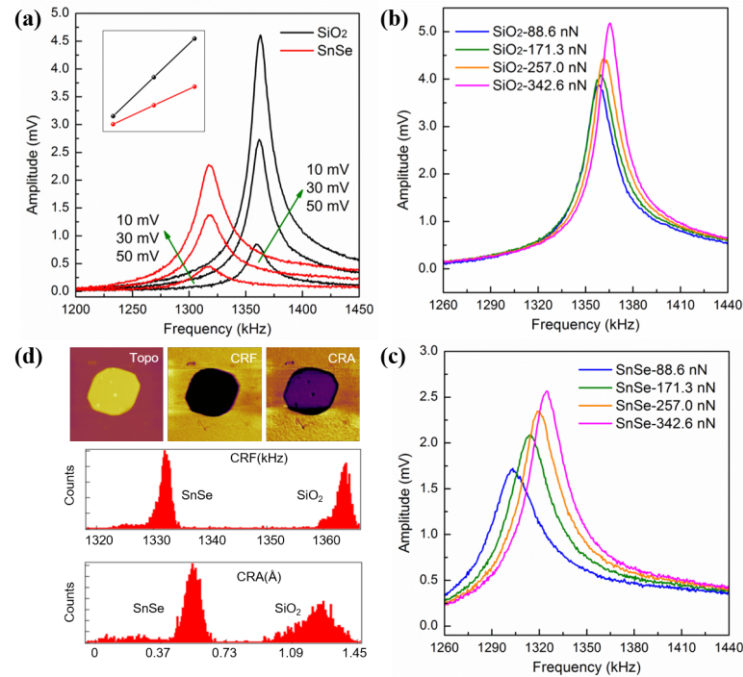 (a)
SiO₂
SnSe
10 mV
30 mV
50 mV
10 mV
30 mV
50 mV
Amplitude (mV)
5.0
4.5
4.0
3.5
3.0
2.5
2.0
1.5
1.0
0.5
0.0
1200 1250 1300 1350 1400 1450
Frequency (kHz)
(b)
SiO₂-88.6 nN
SiO₂-171.3 nN
SiO₂-257.0 nN
SiO₂-342.6 nN
Amplitude (mV)
5.0
4.0
3.0
2.0
1.0
0.0
1260 1290 1320 1350 1380 1410 1440
Frequency (kHz)
(d)
Topo CRF CRA
CRF(kHz)
Counts
SnSe SiO₂
1320 1330 1340 1350 1360
CRA(Å)
Counts
SnSe SiO₂
0 0.37 0.73 1.09 1.45
(c)
SnSe-88.6 nN
SnSe-171.3 nN
SnSe-257.0 nN
SnSe-342.6 nN
Amplitude (mV)
3.0
2.5
2.0
1.5
1.0
0.5
0.0
1260 1290 1320 1350 1380 1410 1440
Frequency (kHz)